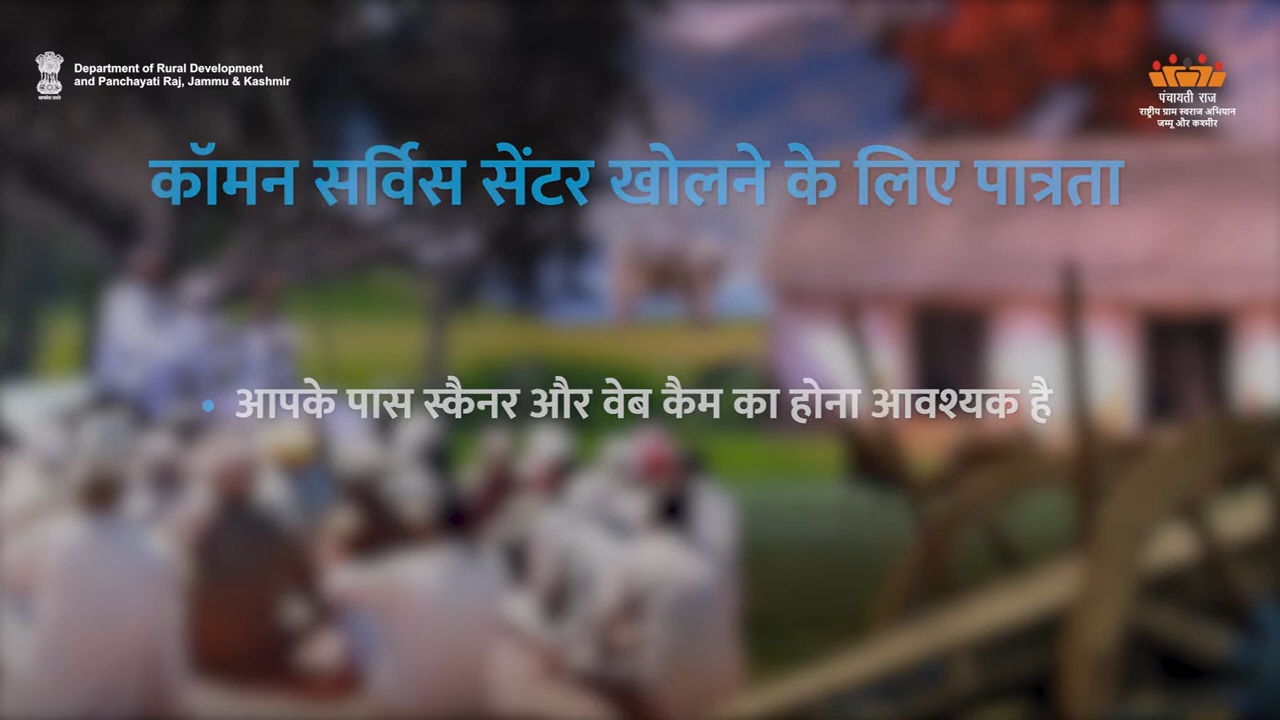 Department of Rural Development
and Panchayati Raj, Jammu & Kashmir
पंचायती राज
राष्ट्रीय ग्राम स्वराज अभियान
जम्मू और कश्मीर
कॉमन सर्विस सेंटर खोलने के लिए पात्रता
• आपके पास स्कैनर और वेब कैम का होना आवश्यक है